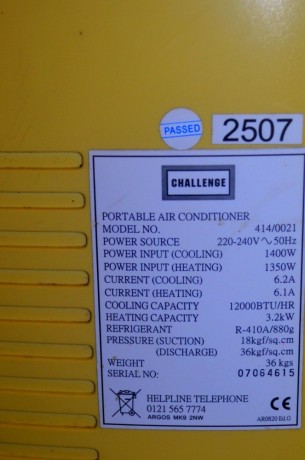 PASSED
2507
CHALLENGE
PORTABLE AIR CONDITIONER
MODEL NO. 414/0021
POWER SOURCE 220-240V ∿ 50Hz
POWER INPUT (COOLING) 1400W
POWER INPUT (HEATING) 1350W
CURRENT (COOLING) 6.2A
CURRENT (HEATING) 6.1A
COOLING CAPACITY 12000BTU/HR
HEATING CAPACITY 3.2kW
REFRIGERANT R-410A/880g
PRESSURE (SUCTION) 18kgf/sq.cm
(DISCHARGE) 36kgf/sq.cm
WEIGHT 36 kgs
SERIAL NO: 07064615
HELPLINE TELEPHONE
0121 565 7774
ARGOS MK9 2NW
CE
AR0820 Ed.O